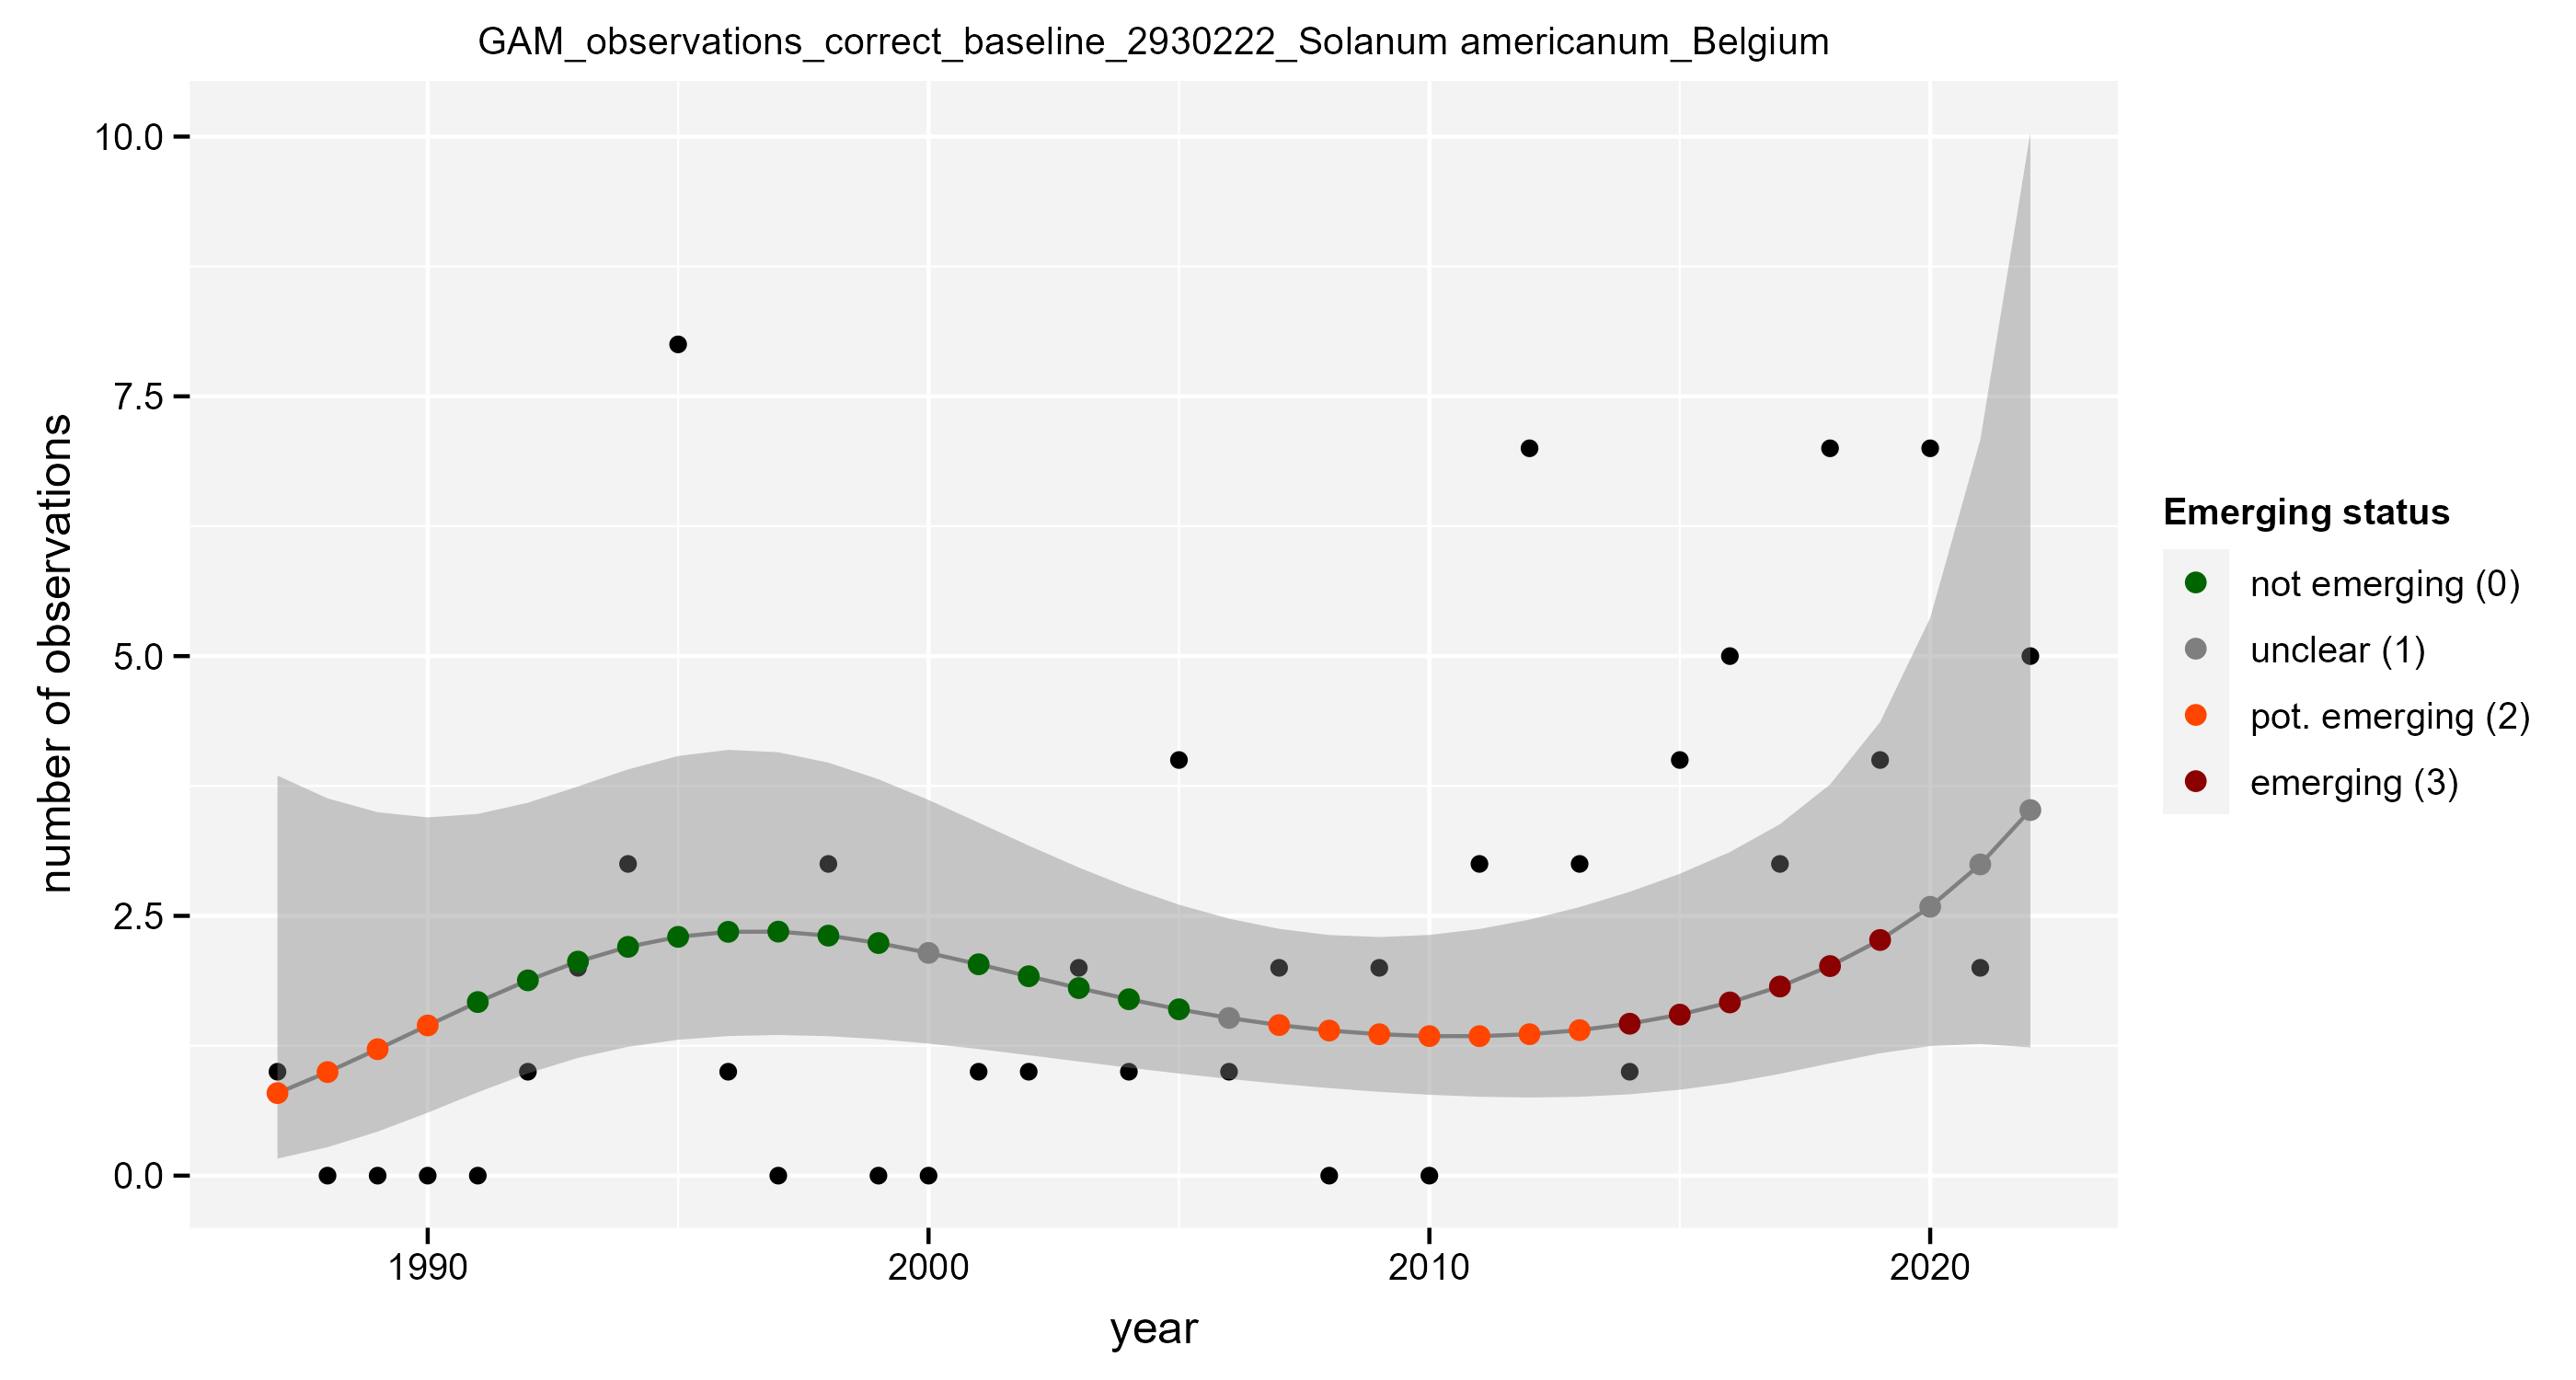 GAM_observations_correct_baseline_2930222_Solanum americanum_Belgium
number of observations
10.0
7.5
5.0
2.5
0.0
1990 2000 2010 2020
year
Emerging status
not emerging (0)
unclear (1)
pot. emerging (2)
emerging (3)